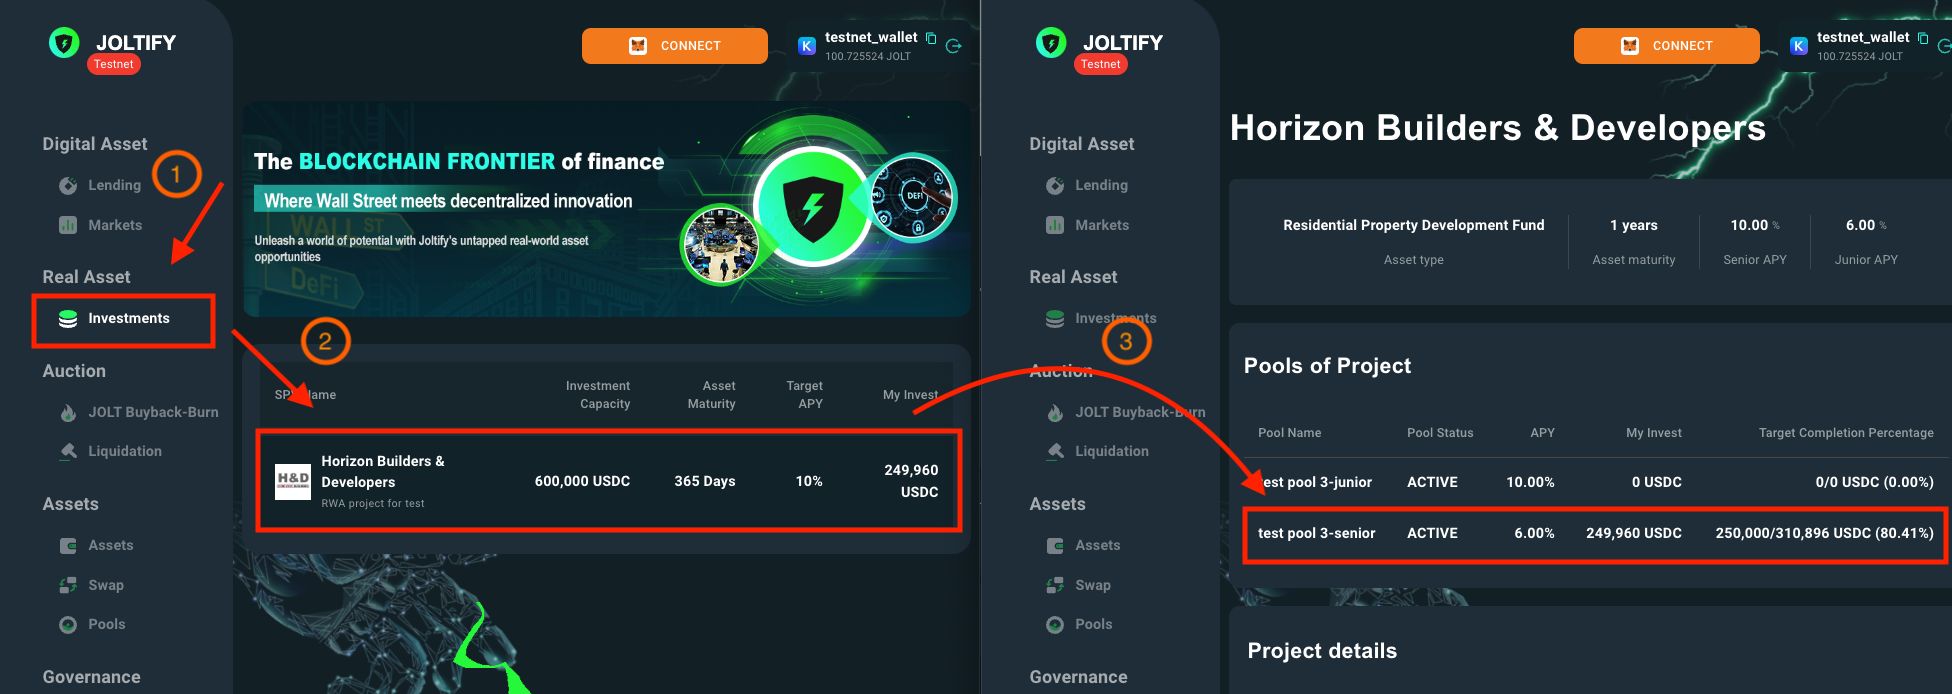 JOLTIFY
Testnet
Digital Asset
Lending
Markets
Real Asset
Investments
Auction
JOLT Buyback-Burn
Liquidation
Assets
Assets
Swap
Pools
Governance
1
CONNECT
K
testnet_wallet
100.725524 JOLT
The BLOCKCHAIN FRONTIER of finance
Where Wall Street meets decentralized innovation
Unleash a world of potential with Joltify's untapped real-world asset
opportunities
WALL ST
DeFi
DEFI
2
Investment
Capacity
Asset
Maturity
Target
APY
My Invest
H&D
Horizon Builders &
Developers
RWA project for test
600,000 USDC
365 Days
10%
249,960
USDC
JOLTIFY
Testnet
Digital Asset
Lending
Markets
Real Asset
Investments
3
Auction
JOLT Buyback-Burn
Liquidation
Assets
Assets
Swap
Pools
Governance
CONNECT
K
testnet_wallet
100.725524 JOLT
Horizon Builders & Developers
Residential Property Development Fund
Asset type
1 years
Asset maturity
10.00 %
Senior APY
6.00 %
Junior APY
Pools of Project
Pool Name Pool Status APY My Invest Target Completion Percentage
test pool 3-junior ACTIVE 10.00% 0 USDC 0/0 USDC (0.00%)
test pool 3-senior ACTIVE 6.00% 249,960 USDC 250,000/310,896 USDC (80.41%)
Project details